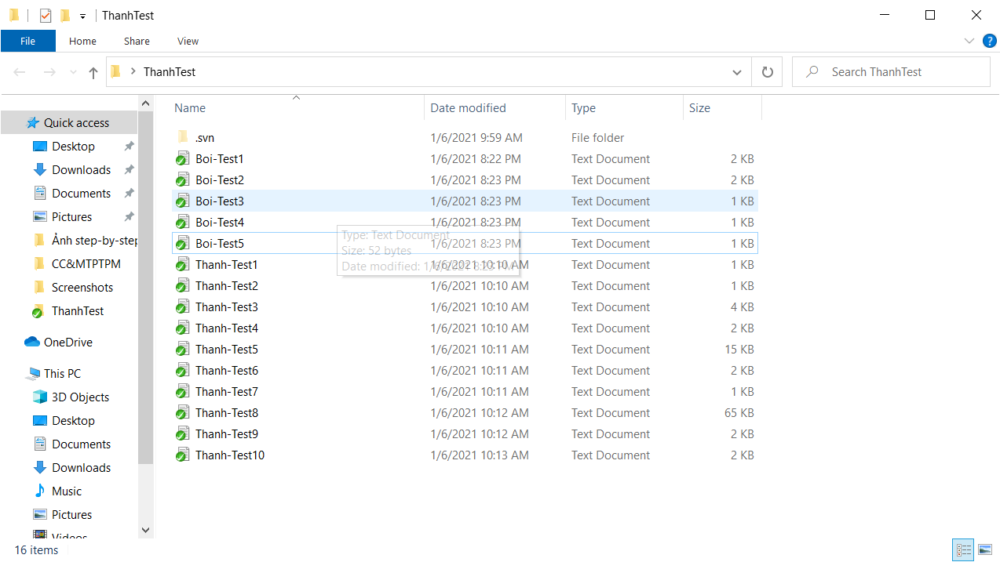 ThanhTest
File Home Share View
ThanhTest Search ThanhTest
Name Date modified Type Size
Quick access
Desktop
Downloads
Documents
Pictures
Ảnh step-by-step
CC&MTPTPM
Screenshots
ThanhTest
OneDrive
This PC
3D Objects
Desktop
Documents
Downloads
Music
Pictures
Videos
.svn 1/6/2021 9:59 AM File folder
Boi-Test1 1/6/2021 8:22 PM Text Document 2 KB
Boi-Test2 1/6/2021 8:23 PM Text Document 2 KB
Boi-Test3 1/6/2021 8:23 PM Text Document 1 KB
Boi-Test4 1/6/2021 8:23 PM Text Document 1 KB
Boi-Test5 1/6/2021 8:23 PM Text Document 1 KB
Thanh-Test1 1/6/2021 10:10 AM Text Document 1 KB
Thanh-Test2 1/6/2021 10:10 AM Text Document 1 KB
Thanh-Test3 1/6/2021 10:10 AM Text Document 4 KB
Thanh-Test4 1/6/2021 10:10 AM Text Document 2 KB
Thanh-Test5 1/6/2021 10:11 AM Text Document 15 KB
Thanh-Test6 1/6/2021 10:11 AM Text Document 2 KB
Thanh-Test7 1/6/2021 10:11 AM Text Document 1 KB
Thanh-Test8 1/6/2021 10:12 AM Text Document 65 KB
Thanh-Test9 1/6/2021 10:12 AM Text Document 2 KB
Thanh-Test10 1/6/2021 10:13 AM Text Document 2 KB
Type: Text Document
Size: 52 bytes
Date modified: 1/6/2021 8:23 PM
16 items